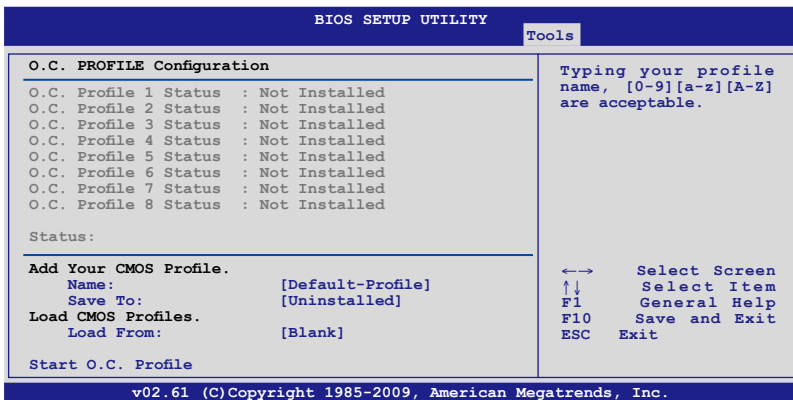 BIOS SETUP UTILITY
Tools
O.C. PROFILE Configuration
O.C. Profile 1 Status : Not Installed
O.C. Profile 2 Status : Not Installed
O.C. Profile 3 Status : Not Installed
O.C. Profile 4 Status : Not Installed
O.C. Profile 5 Status : Not Installed
O.C. Profile 6 Status : Not Installed
O.C. Profile 7 Status : Not Installed
O.C. Profile 8 Status : Not Installed
Status:
Add Your CMOS Profile.
Name: [Default-Profile]
Save To: [Uninstalled]
Load CMOS Profiles.
Load From: [Blank]
Start O.C. Profile
Typing your profile
name, [0-9][a-z][A-Z]
are acceptable.
←→ Select Screen
↑↓ Select Item
F1 General Help
F10 Save and Exit
ESC Exit
v02.61 (C)Copyright 1985-2009, American Megatrends, Inc.